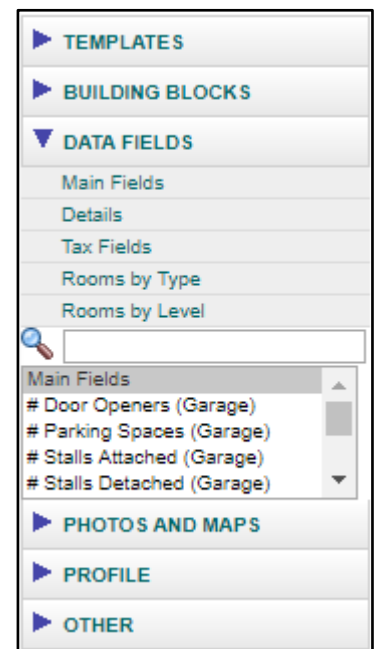 TEMPLATES
BUILDING BLOCKS
DATA FIELDS
Main Fields
Details
Tax Fields
Rooms by Type
Rooms by Level
Main Fields
# Door Openers (Garage)
# Parking Spaces (Garage)
# Stalls Attached (Garage)
# Stalls Detached (Garage)
PHOTOS AND MAPS
PROFILE
OTHER